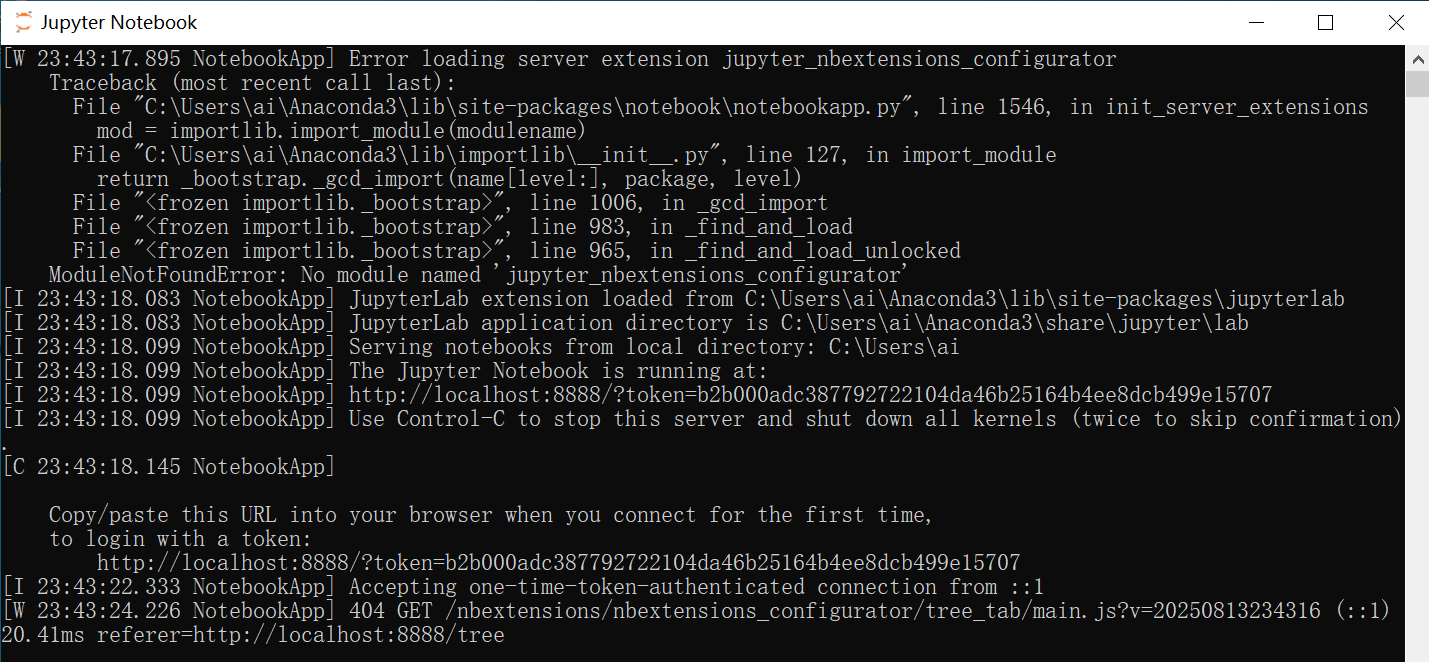 Jupyter Notebook
[W 23:43:17.895 NotebookApp] Error loading server extension jupyter_nbextensions_configurator
Traceback (most recent call last):
File "C:\Users\ai\Anaconda3\lib\site-packages\notebook\notebookapp.py", line 1546, in init_server_extensions
mod = importlib.import_module(modulename)
File "C:\Users\ai\Anaconda3\lib\importlib\__init__.py", line 127, in import_module
return _bootstrap._gcd_import(name[level:], package, level)
File "<frozen importlib._bootstrap>", line 1006, in _gcd_import
File "<frozen importlib._bootstrap>", line 983, in _find_and_load
File "<frozen importlib._bootstrap>", line 965, in _find_and_load_unlocked
ModuleNotFoundError: No module named 'jupyter_nbextensions_configurator'
[I 23:43:18.083 NotebookApp] JupyterLab extension loaded from C:\Users\ai\Anaconda3\lib\site-packages\jupyterlab
[I 23:43:18.083 NotebookApp] JupyterLab application directory is C:\Users\ai\Anaconda3\share\jupyter\lab
[I 23:43:18.099 NotebookApp] Serving notebooks from local directory: C:\Users\ai
[I 23:43:18.099 NotebookApp] The Jupyter Notebook is running at:
[I 23:43:18.099 NotebookApp] http://localhost:8888/?token=b2b000adc387792722104da46b25164b4ee8dcb499e15707
[I 23:43:18.099 NotebookApp] Use Control-C to stop this server and shut down all kernels (twice to skip confirmation)
.
[C 23:43:18.145 NotebookApp]
Copy/paste this URL into your browser when you connect for the first time,
to login with a token:
http://localhost:8888/?token=b2b000adc387792722104da46b25164b4ee8dcb499e15707
[I 23:43:22.333 NotebookApp] Accepting one-time-token-authenticated connection from ::1
[W 23:43:24.226 NotebookApp] 404 GET /nbextensions/nbextensions_configurator/tree_tab/main.js?v=20250813234316 (::1)
20.41ms referer=http://localhost:8888/tree